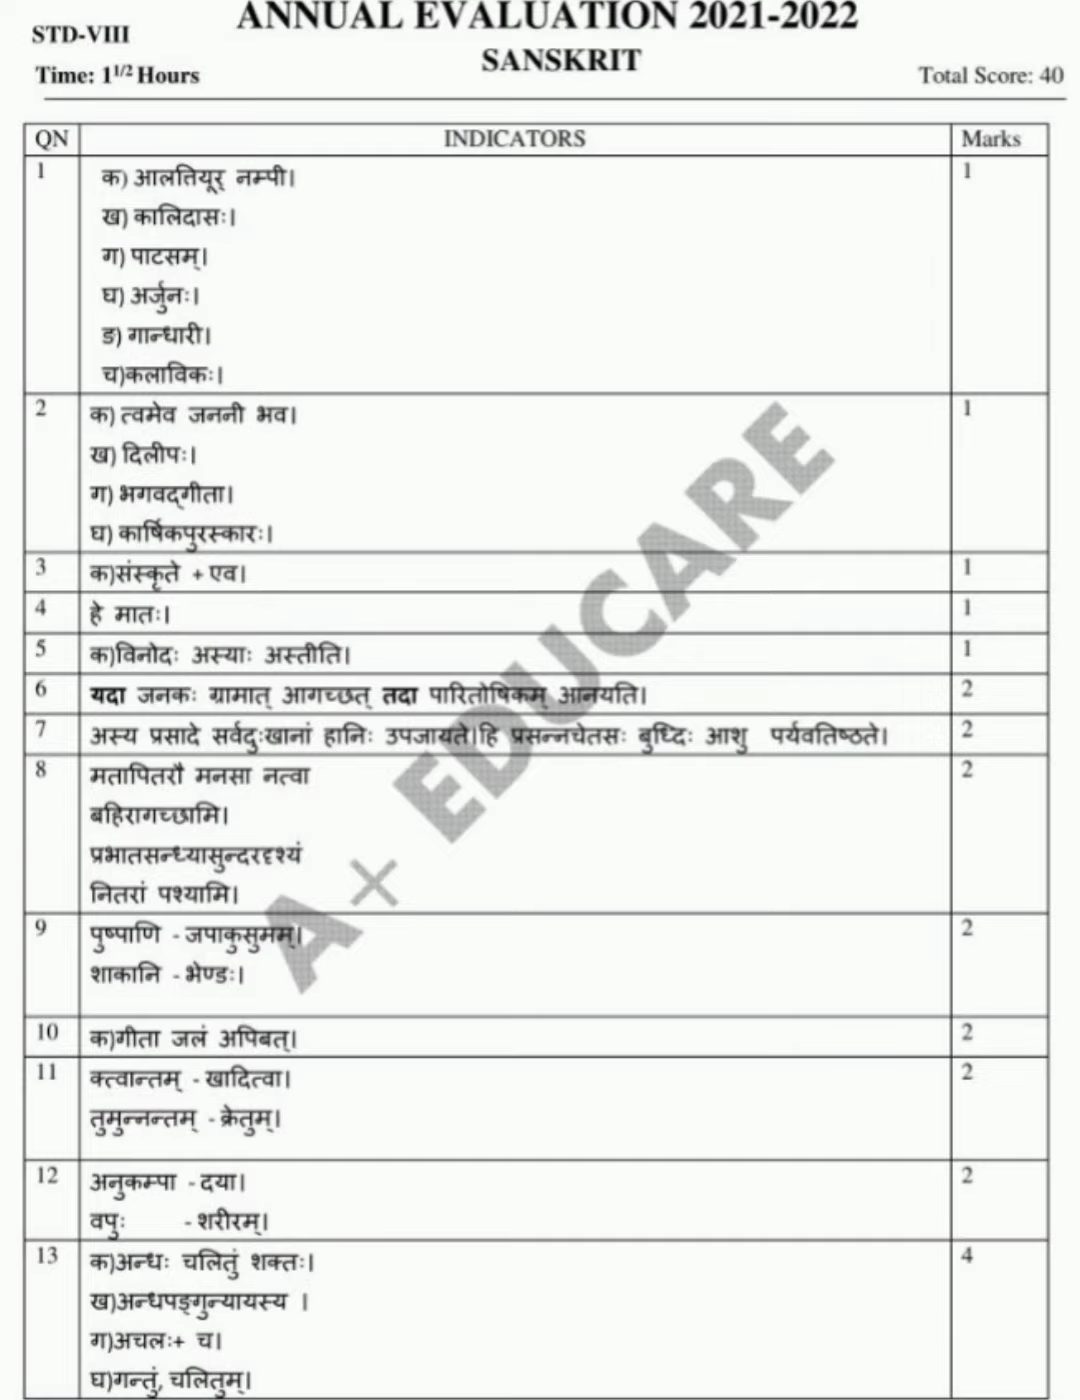 ANNUAL EVALUATION 2021-2022
STD-VIII
SANSKRIT
Time: 1 1/2 Hours Total Score: 40
QN INDICATORS Marks
1 क) आलतियूर् नम्पी। 1
ख) कालिदासः।
ग) पाटसम्।
घ) अर्जुनः।
ङ) गान्धारी।
च)कलाविकः।
2 क) त्वमेव जननी भव। 1
ख) दिलीपः।
ग) भगवद्गीता।
घ) कार्षिकपुरस्कारः।
3 क)संस्कृते +एव। 1
4 हे मातः। 1
5 क)विनोदः अस्याः अस्तीति। 1
6 यदा जनकः ग्रामात् आगच्छत् तदा पारितोषिकम् आनयति। 2
7 अस्य प्रसादे सर्वदुःखानां हानिः उपजायते।हि प्रसन्नचेतसः बुध्दिः आशु पर्यवतिष्ठते। 2
8 मतापितरौ मनसा नत्वा 2
बहिरागच्छामि।
प्रभातसन्ध्यासुन्दरदृश्यं
नितरां पश्यामि।
9 पुष्पाणि - जपाकुसुमम्। 2
शाकानि - भेण्डः।
10 क)गीता जलं अपिबत्। 2
11 क्त्वान्तम् - खादित्वा। 2
तुमुन्नन्तम् - क्रेतुम्।
12 अनुकम्पा - दया। 2
वपुः - शरीरम्।
13 क)अन्धः चलितुं शक्तः। 4
ख)अन्धपङ्गुन्यायस्य ।
ग)अचलः+ च।
घ)गन्तुं, चलितुम्।
A+ EDUCARE